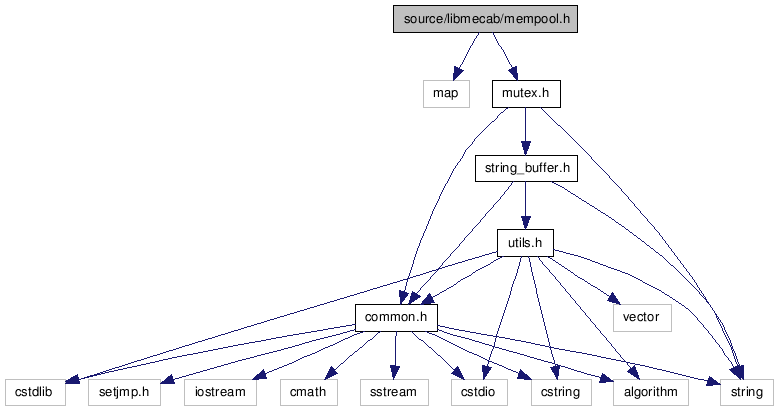 source/libmecab/mempool.h
map
mutex.h
string_buffer.h
utils.h
common.h
vector
cstdlib
setjmp.h
iostream
cmath
sstream
cstdio
cstring
algorithm
string